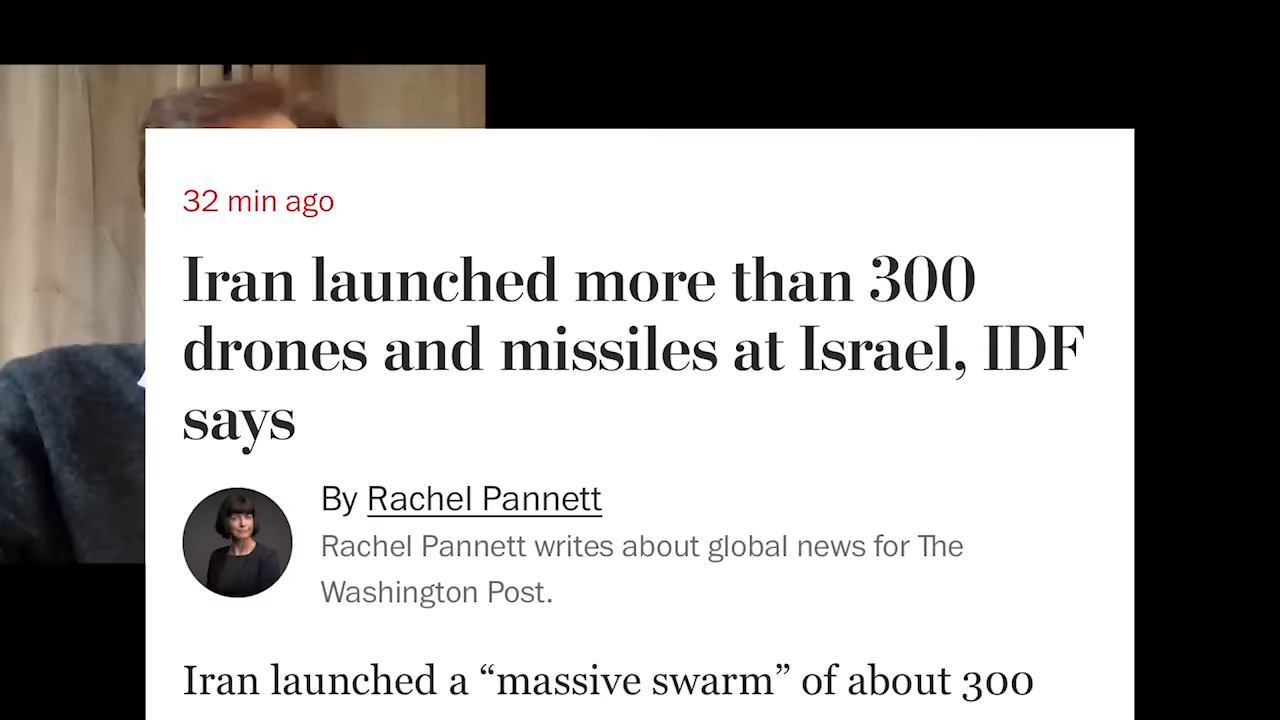 32 min ago
Iran launched more than 300
drones and missiles at Israel, IDF
says
By Rachel Pannett
Rachel Pannett writes about global news for The
Washington Post.
Iran launched a “massive swarm” of about 300